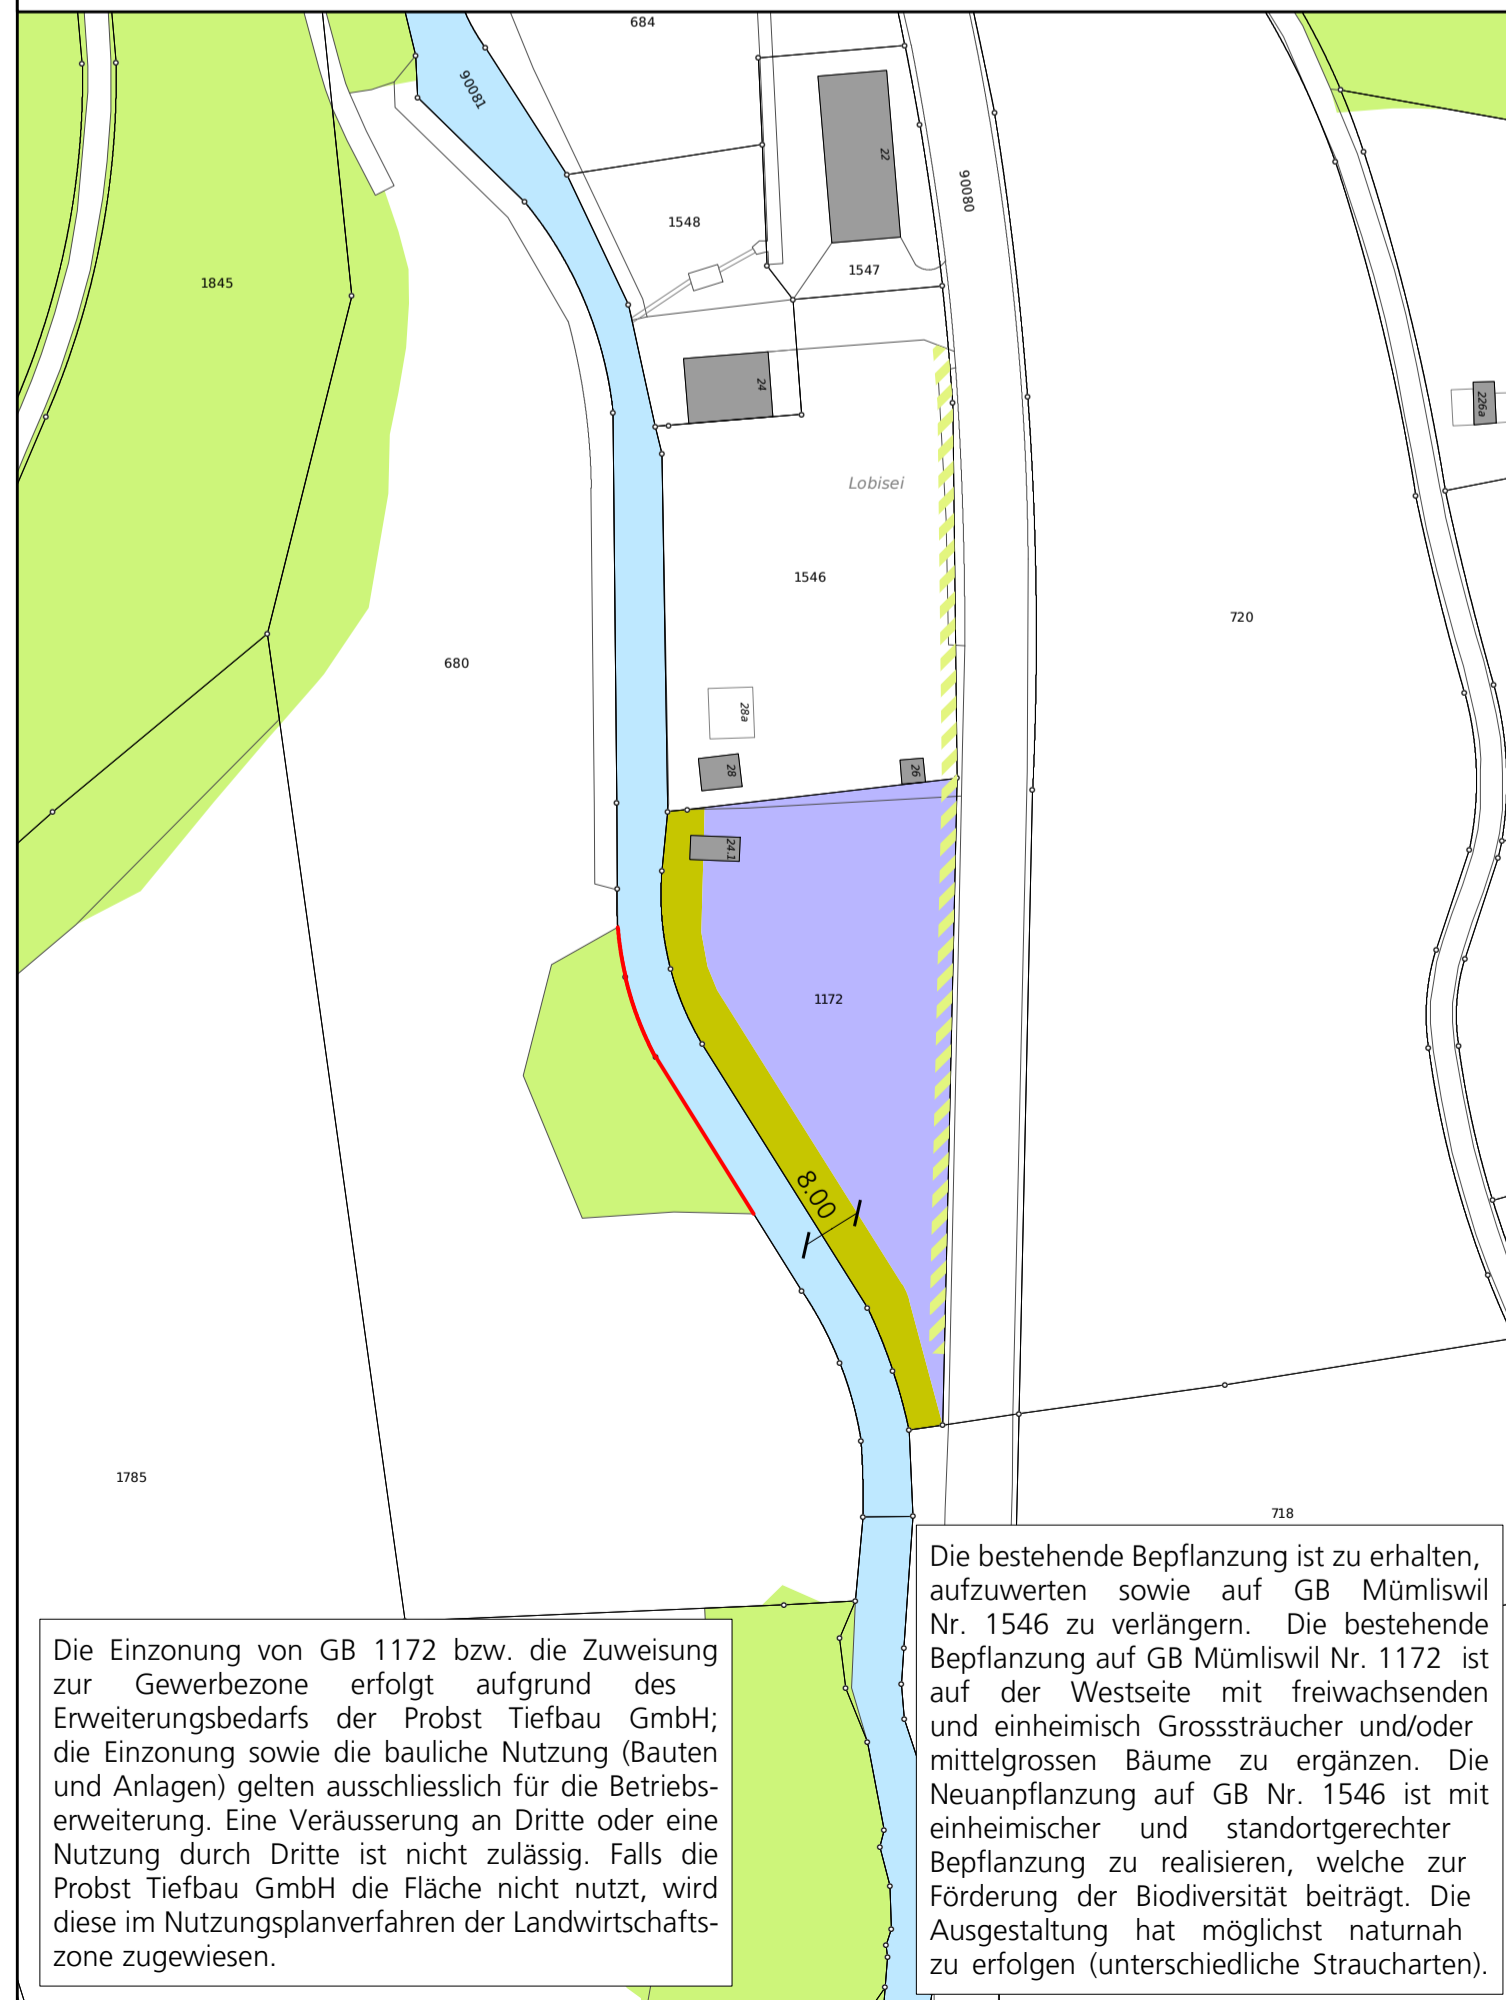 684
90081
22
90080
1548
1547
1845
24
226a
Lobisei
1546
720
680
28a
28
26
24.1
1172
8.00
1785
718
Die bestehende Bepflanzung ist zu erhalten,
aufzuwerten sowie auf GB Mümliswil
Nr. 1546 zu verlängern. Die bestehende
Bepflanzung auf GB Mümliswil Nr. 1172 ist
auf der Westseite mit freiwachsenden
und einheimisch Grosssträucher und/oder
mittelgrossen Bäume zu ergänzen. Die
Neuanpflanzung auf GB Nr. 1546 ist mit
einheimischer und standortgerechter
Bepflanzung zu realisieren, welche zur
Förderung der Biodiversität beiträgt. Die
Ausgestaltung hat möglichst naturnah
zu erfolgen (unterschiedliche Straucharten).
Die Einzonung von GB 1172 bzw. die Zuweisung
zur Gewerbezone erfolgt aufgrund des
Erweiterungsbedarfs der Probst Tiefbau GmbH;
die Einzonung sowie die bauliche Nutzung (Bauten
und Anlagen) gelten ausschliesslich für die Betriebs-
erweiterung. Eine Veräusserung an Dritte oder eine
Nutzung durch Dritte ist nicht zulässig. Falls die
Probst Tiefbau GmbH die Fläche nicht nutzt, wird
diese im Nutzungsplanverfahren der Landwirtschafts-
zone zugewiesen.